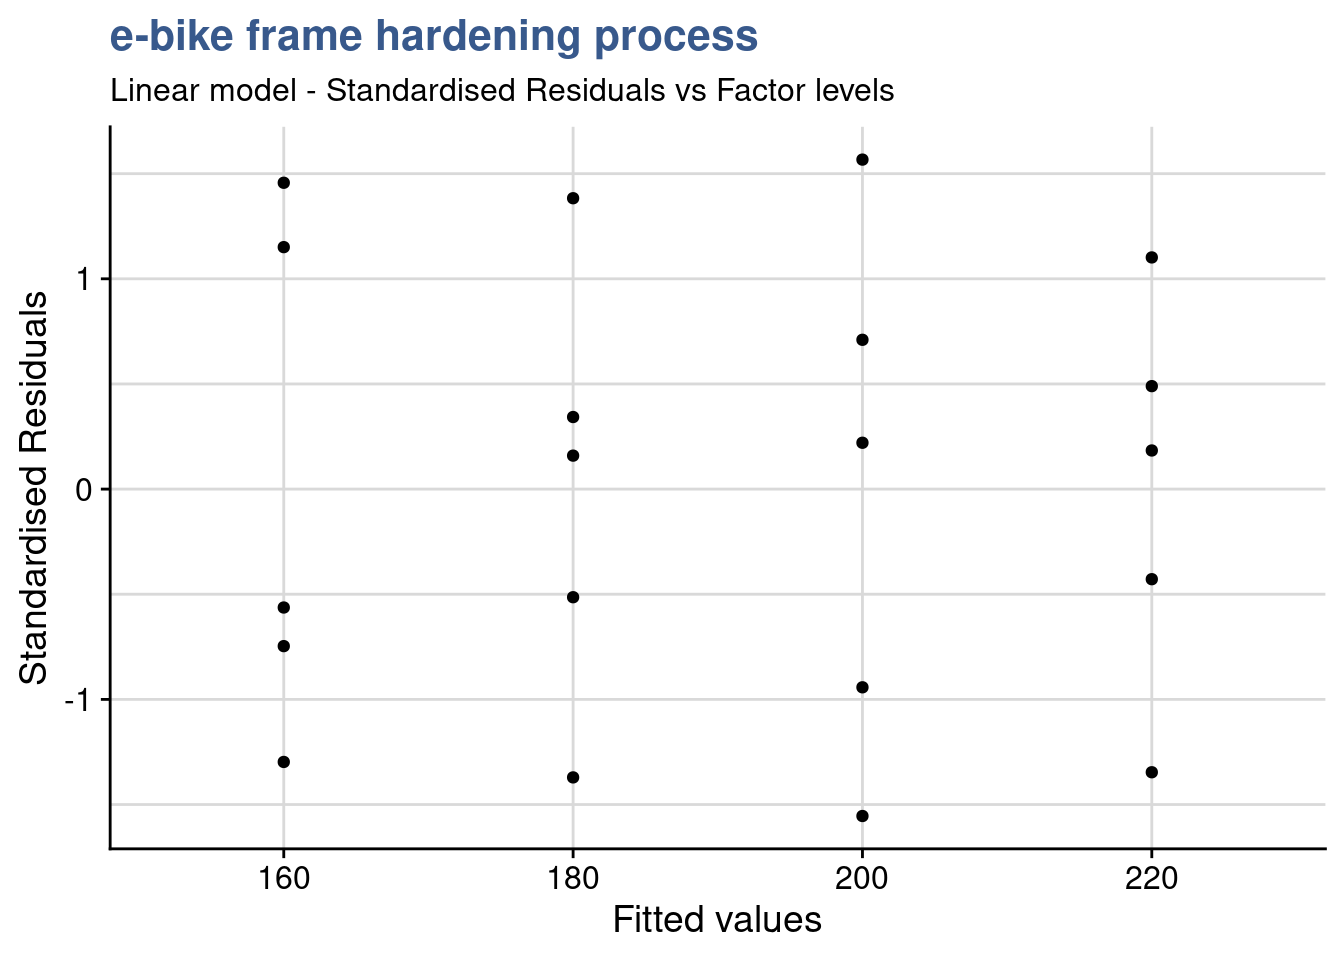 e-bike frame hardening process
Linear model - Standardised Residuals vs Factor levels
Standardised Residuals
1
0
-1
160 180 200 220
Fitted values